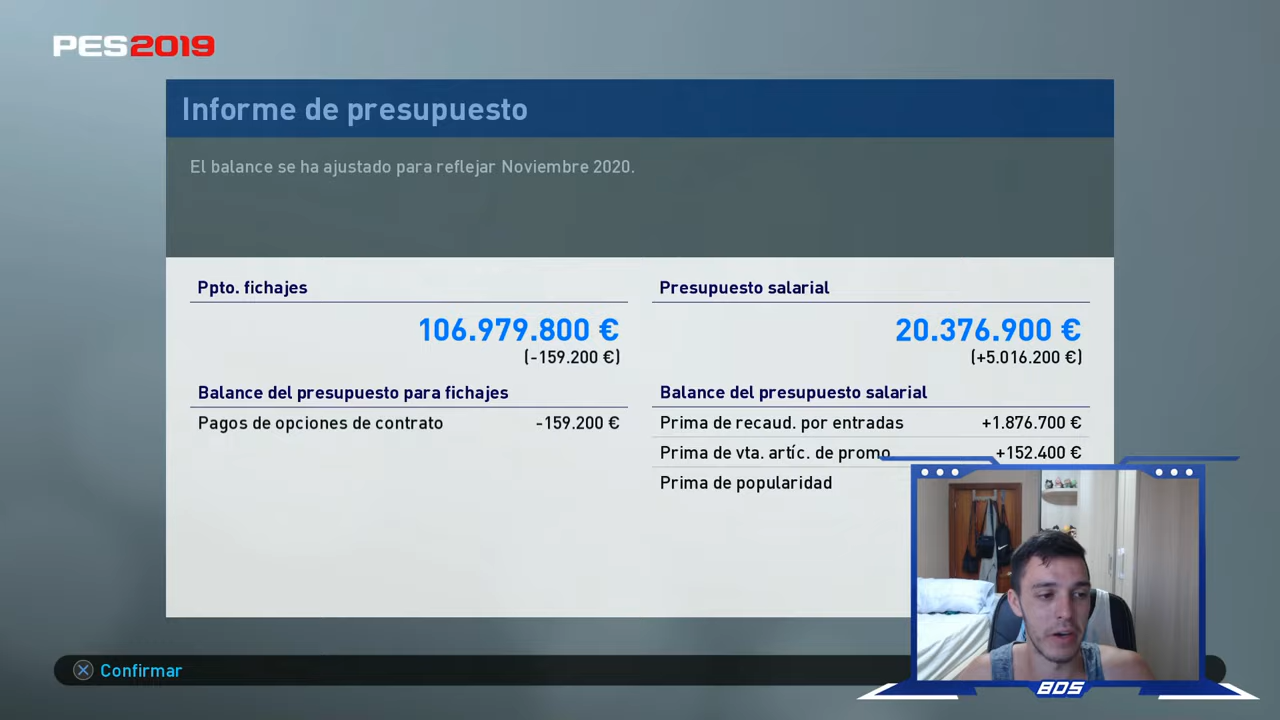 PES2019
Informe de presupuesto
El balance se ha ajustado para reflejar Noviembre 2020.
Ppto. fichajes
106.979.800 €
(-159.200 €)
Balance del presupuesto para fichajes
Pagos de opciones de contrato -159.200 €
Presupuesto salarial
20.376.900 €
(+5.016.200 €)
Balance del presupuesto salarial
Prima de recaud. por entradas +1.876.700 €
Prima de vta. artíc. de promo. +152.400 €
Prima de popularidad
Confirmar
BDS